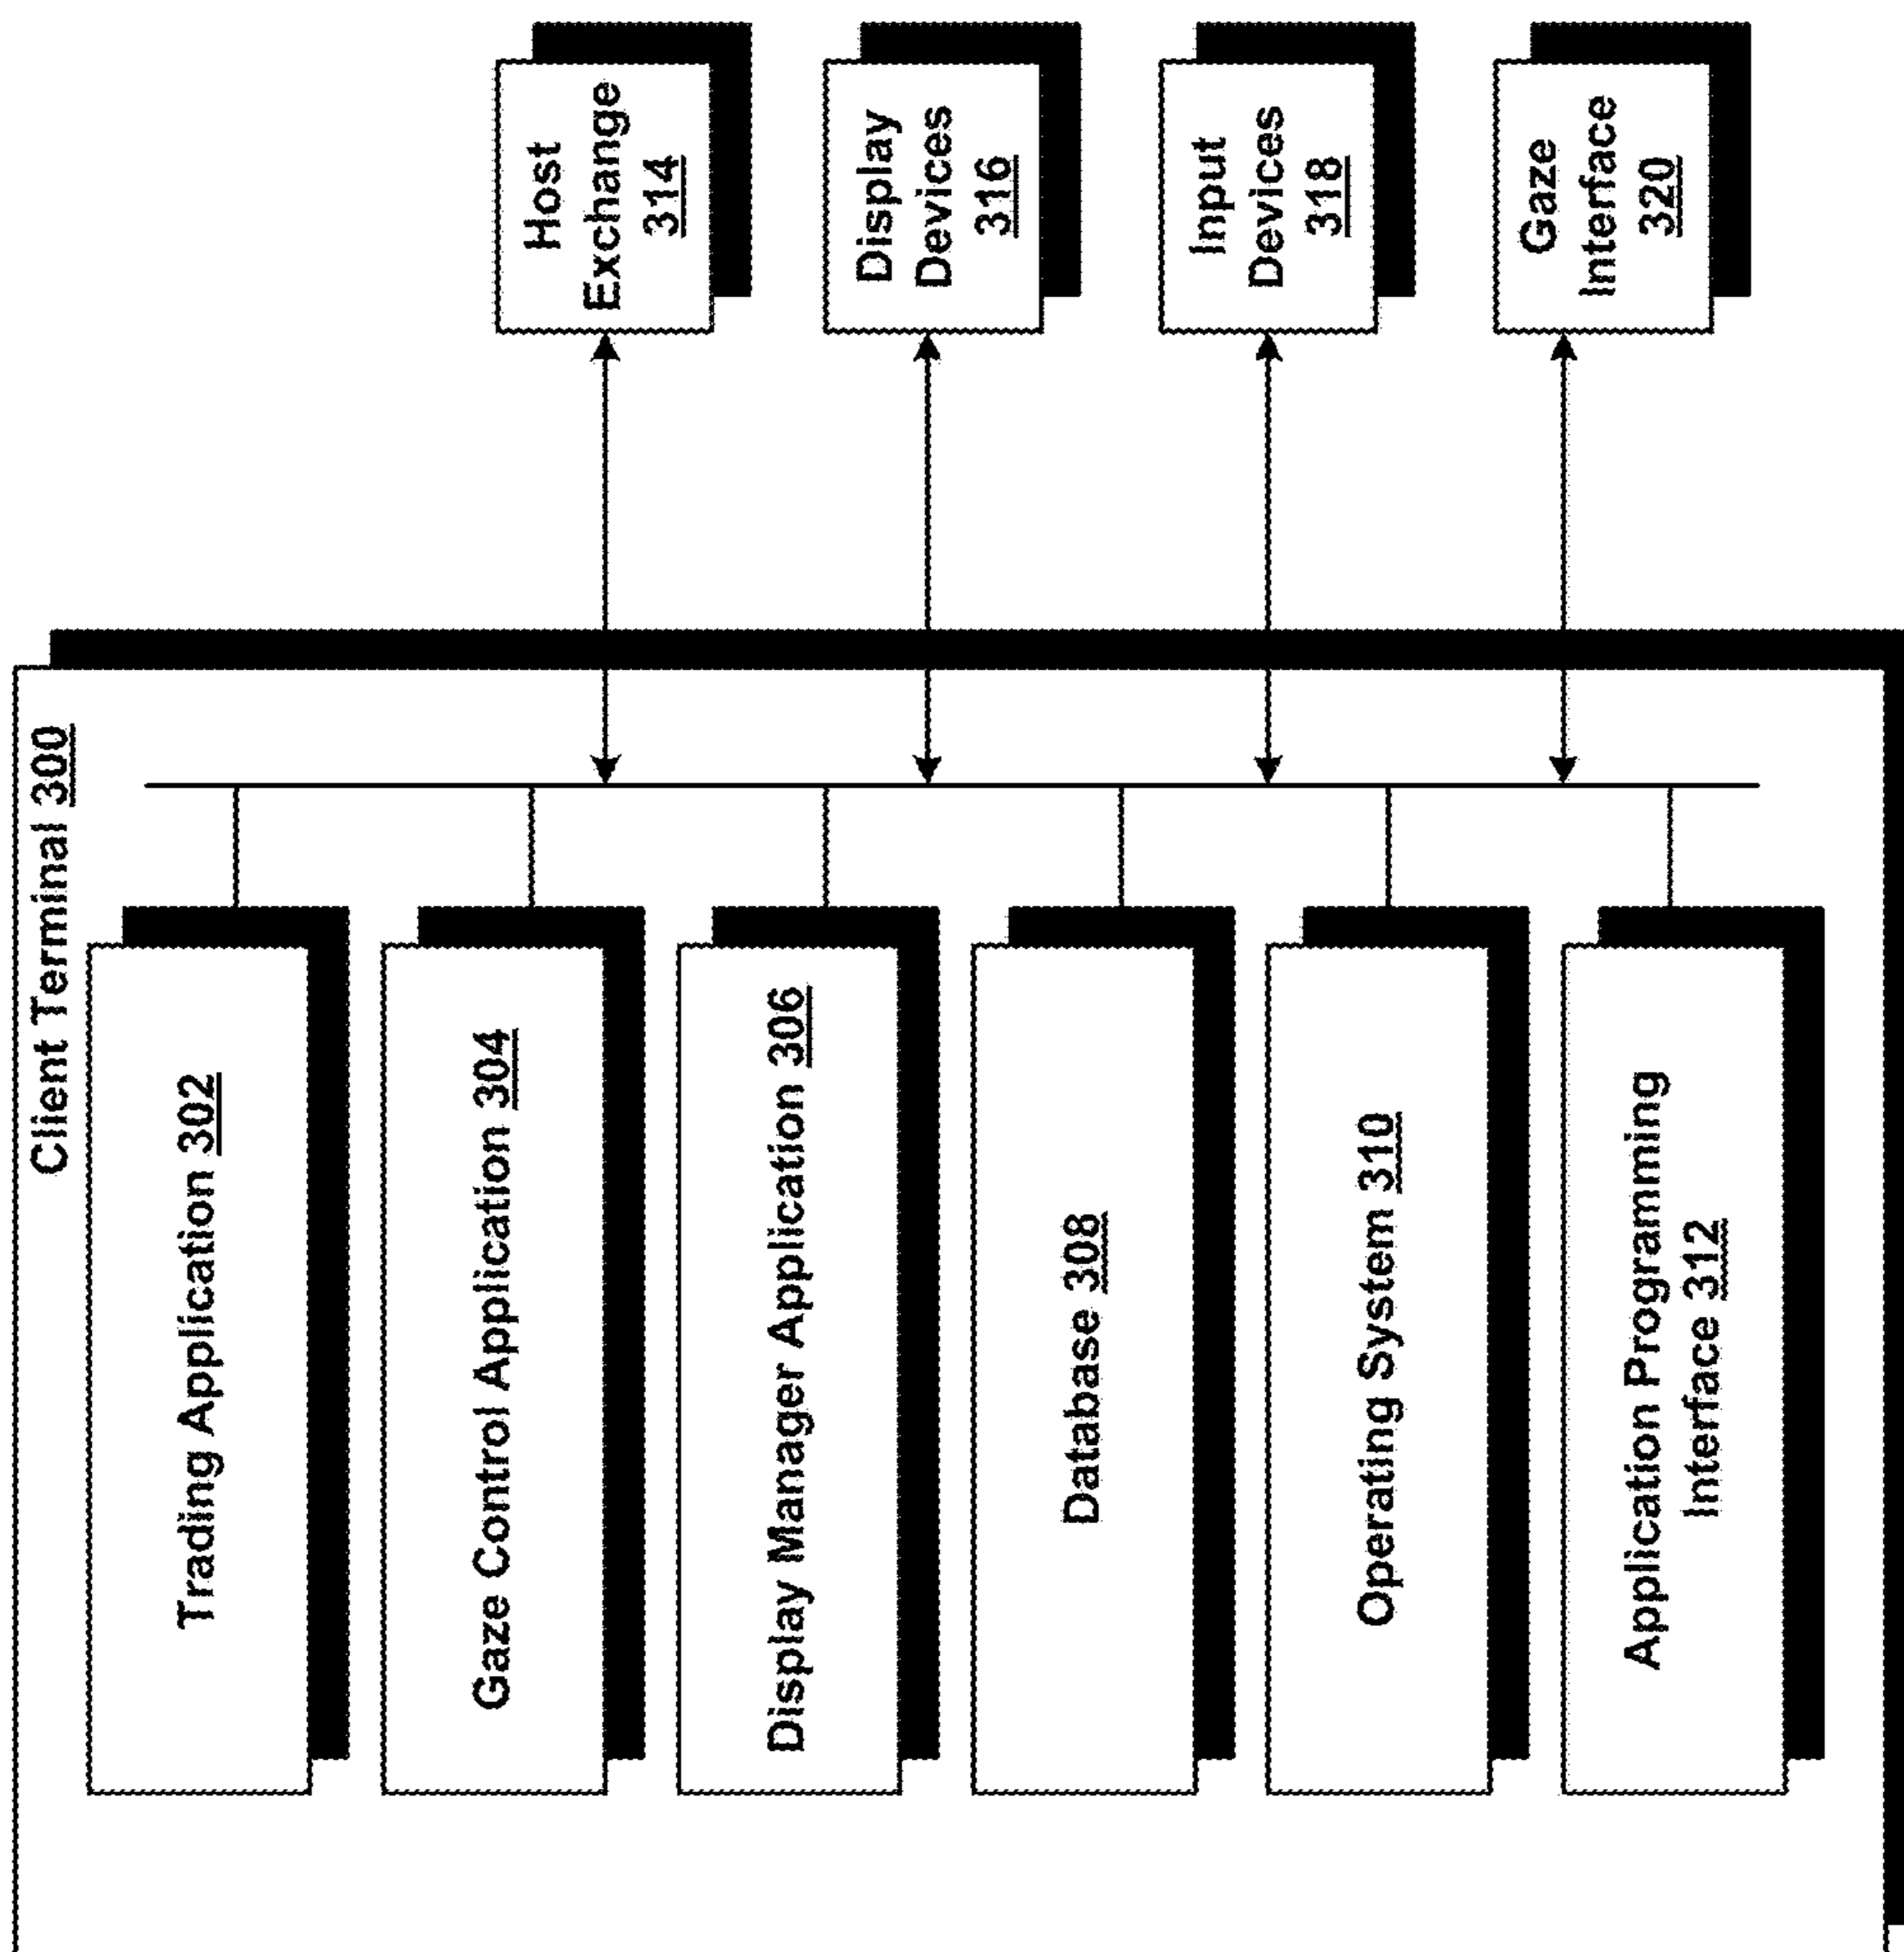 Client Terminal 300
Trading Application 302
Gaze Control Application 304
Display Manager Application 306
Database 308
Operating System 310
Application Programming
Interface 312
Host
Exchange
314
Display
Devices
316
Input
Devices
318
Gaze
Interface
320